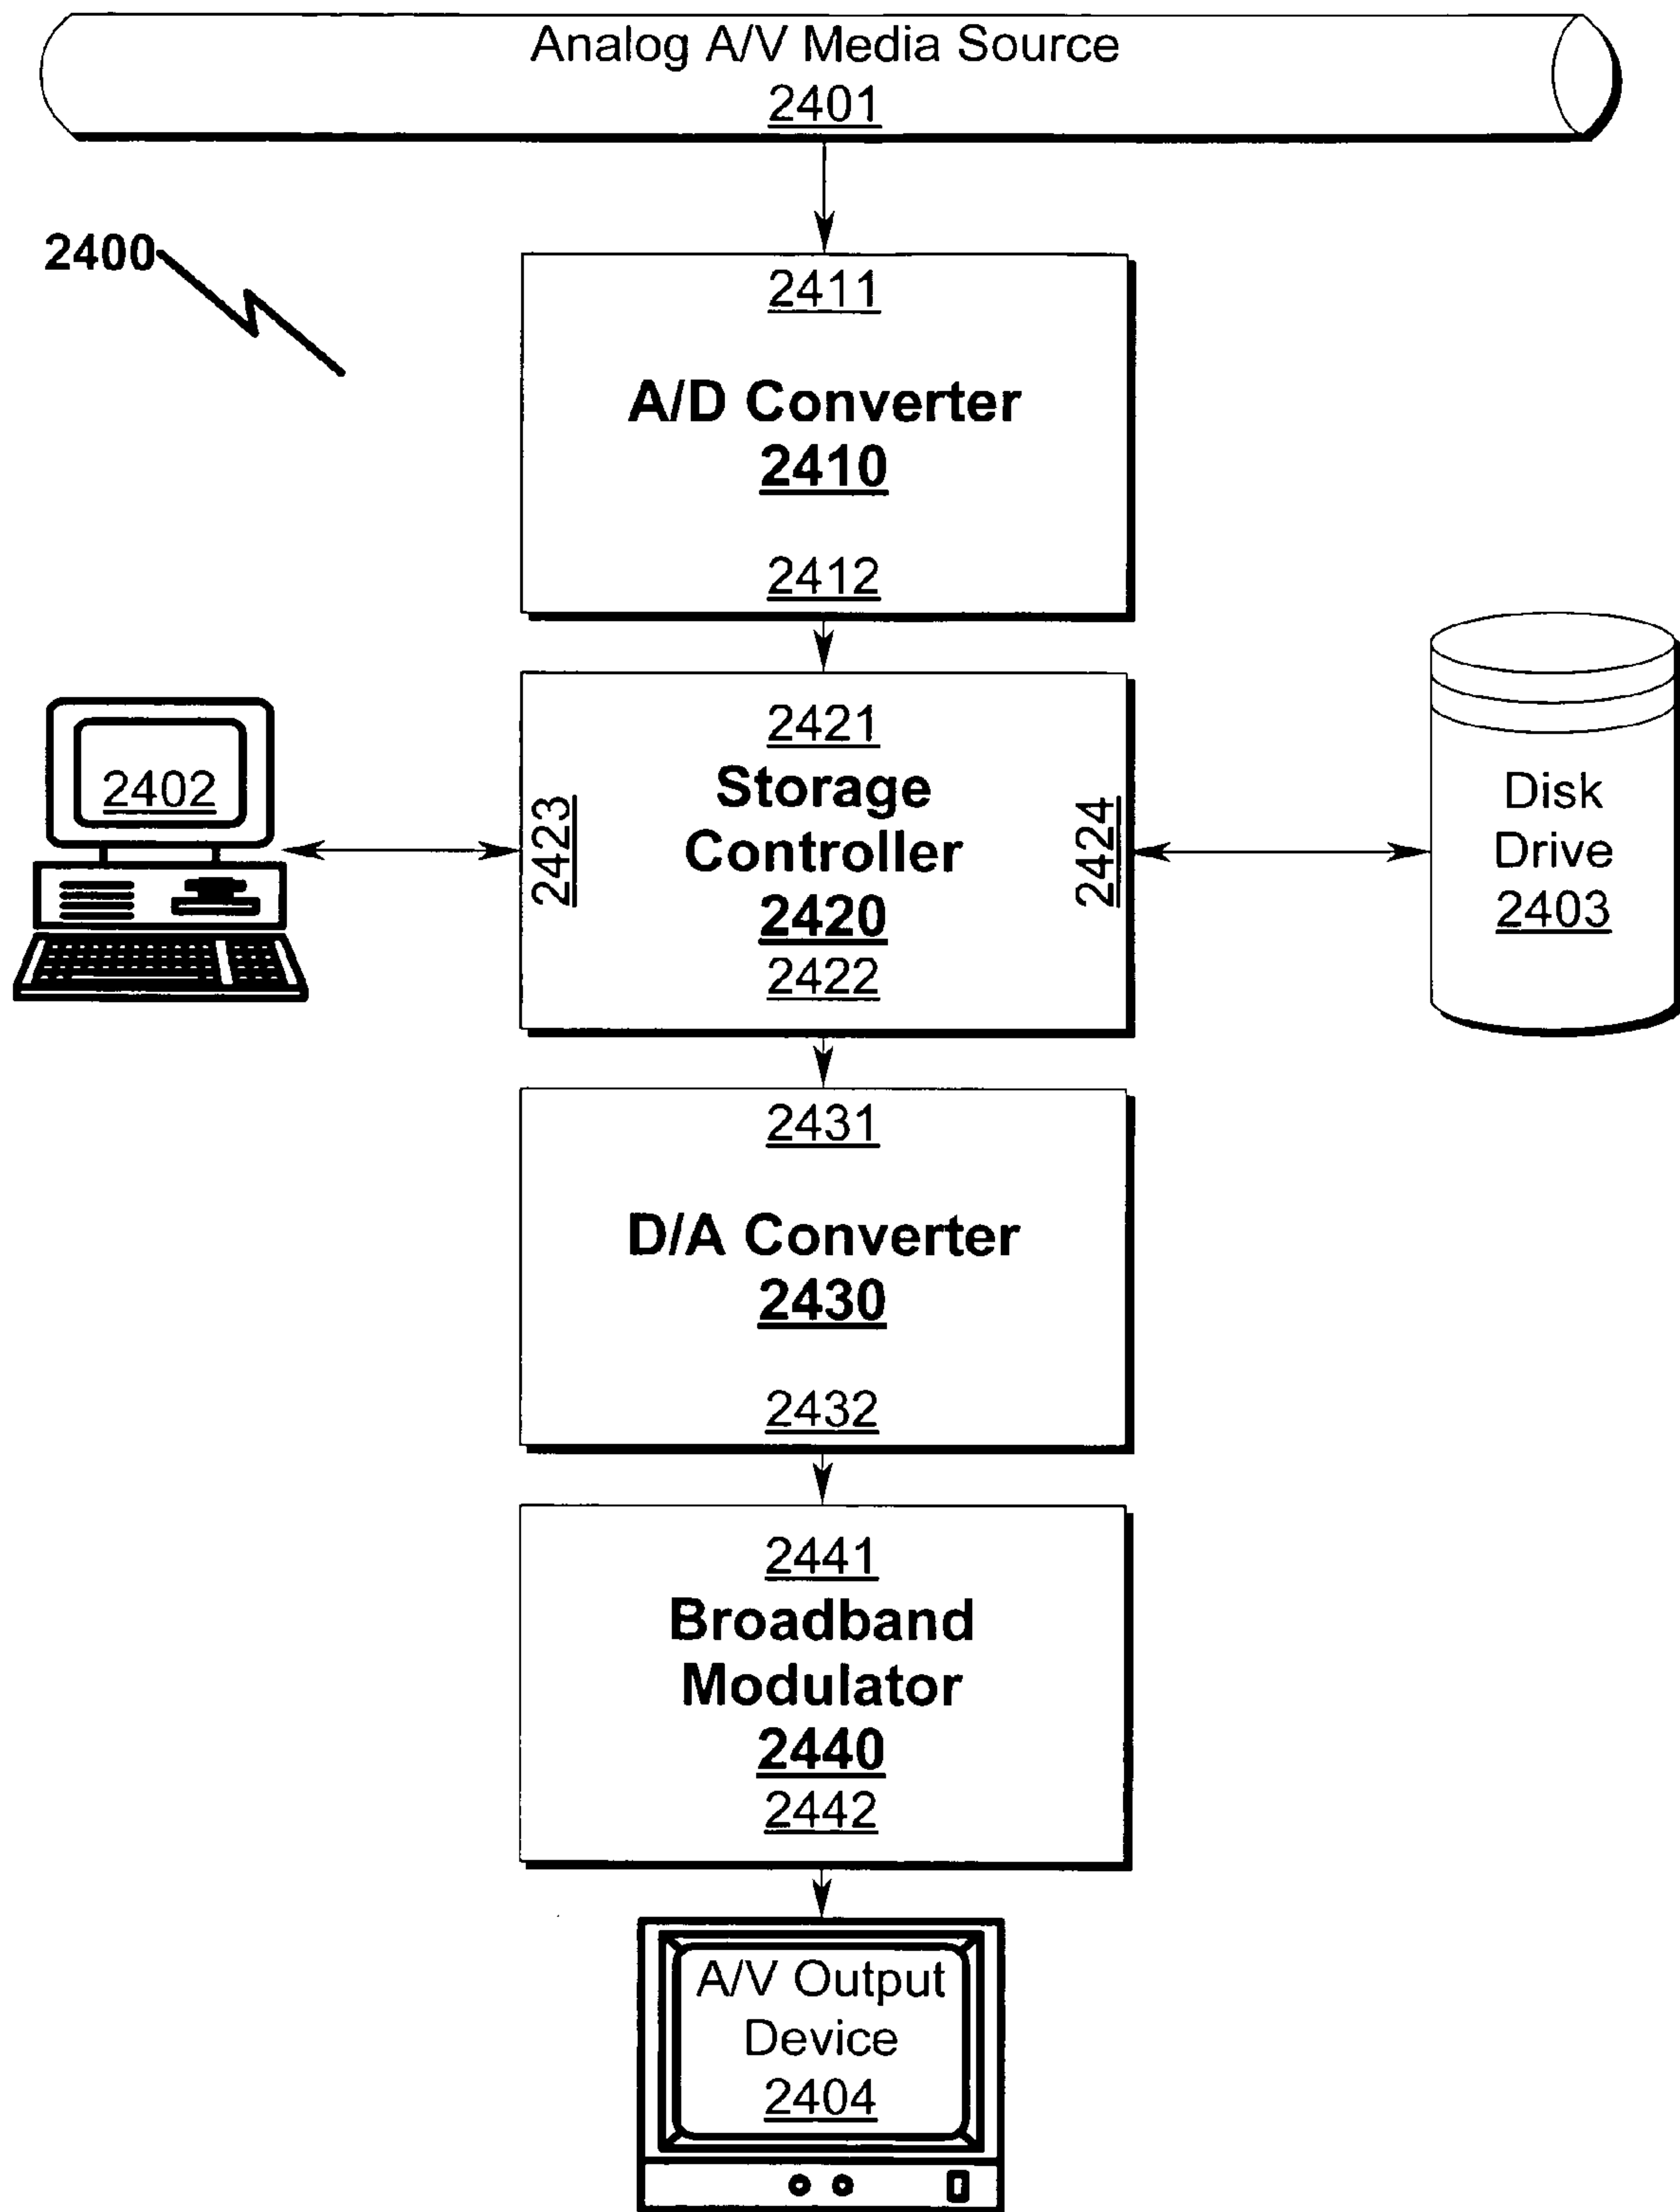 Analog A/V Media Source
2401
2400
2411
A/D Converter
2410
2412
2402
2421
Storage
Controller
2420
2422
2423
2424
Disk
Drive
2403
2431
D/A Converter
2430
2432
2441
Broadband
Modulator
2440
2442
A/V Output
Device
2404